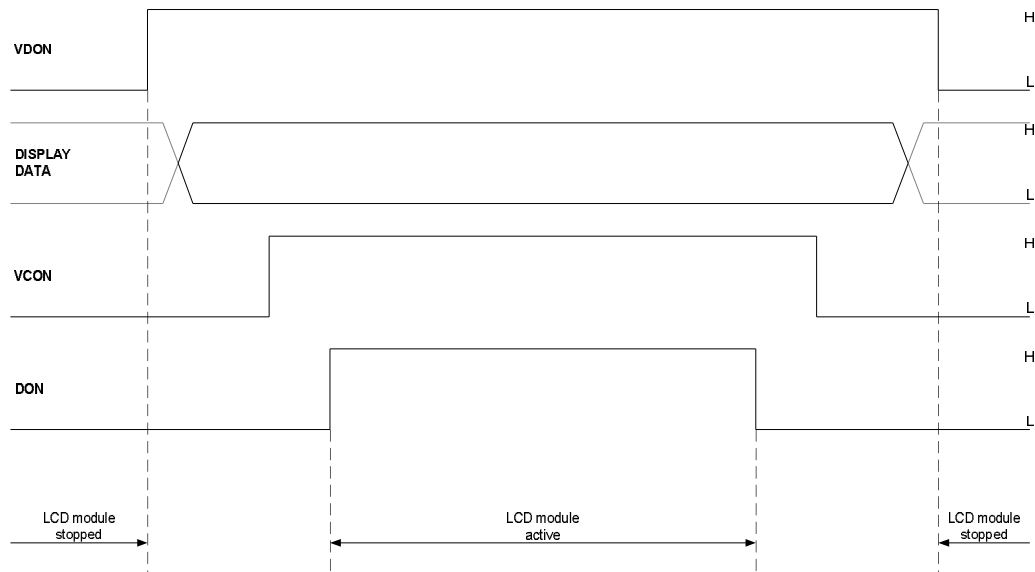 VDON
H
L
DISPLAY
DATA
H
L
VCON
H
L
DON
H
L
LCD module
stopped
LCD module
active
LCD module
stopped